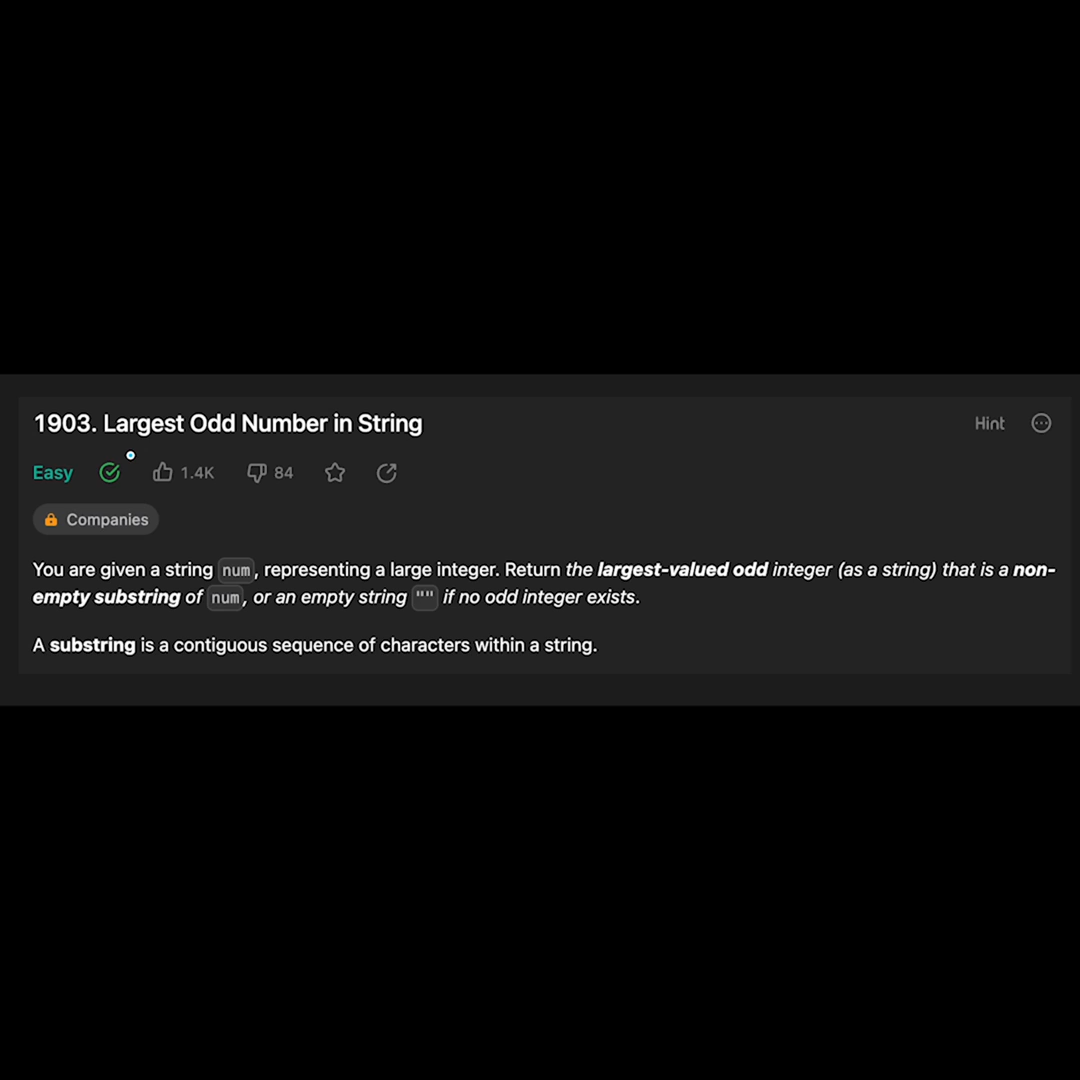 1903. Largest Odd Number in String
Hint
Easy 1.4K 84
Companies
You are given a string num, representing a large integer. Return the largest-valued odd integer (as a string) that is a non-
empty substring of num, or an empty string "" if no odd integer exists.
A substring is a contiguous sequence of characters within a string.